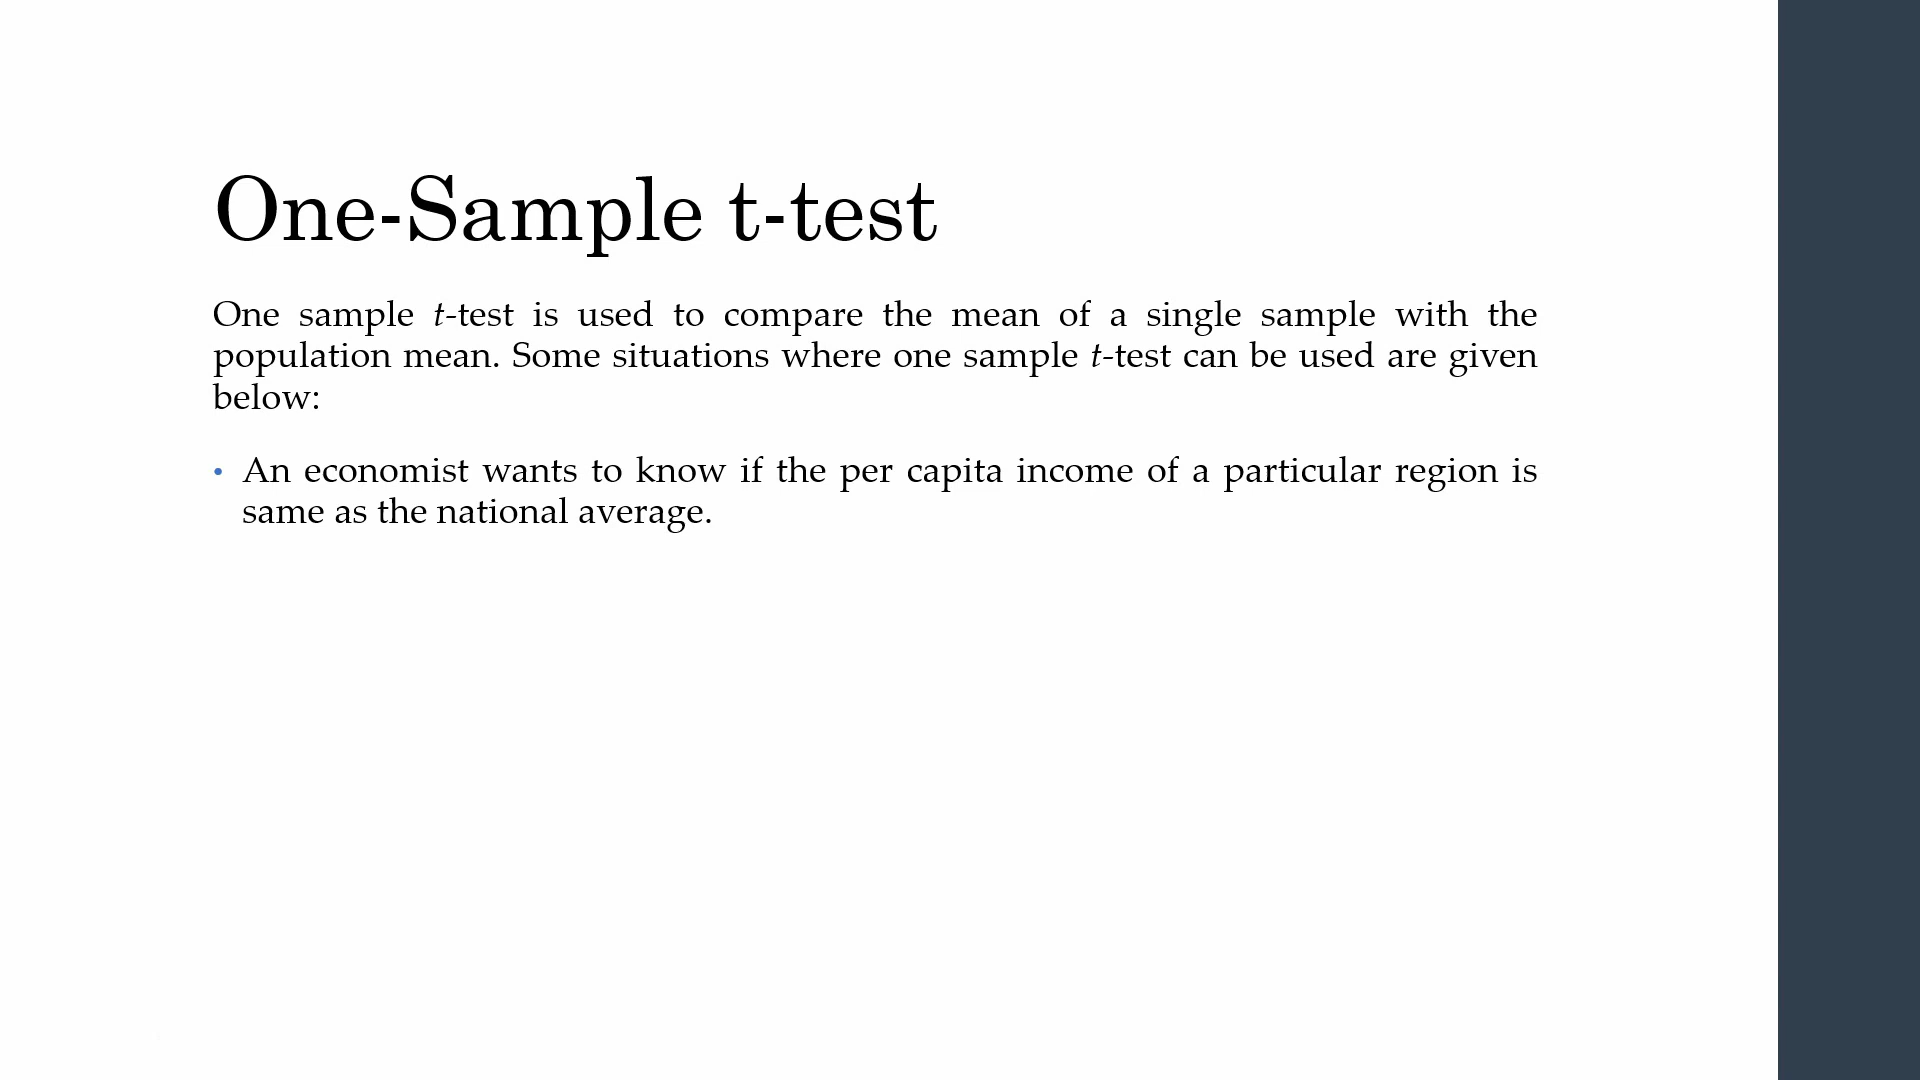 One-Sample t-test
One sample t-test is used to compare the mean of a single sample with the
population mean. Some situations where one sample t-test can be used are given
below:
• An economist wants to know if the per capita income of a particular region is
same as the national average.